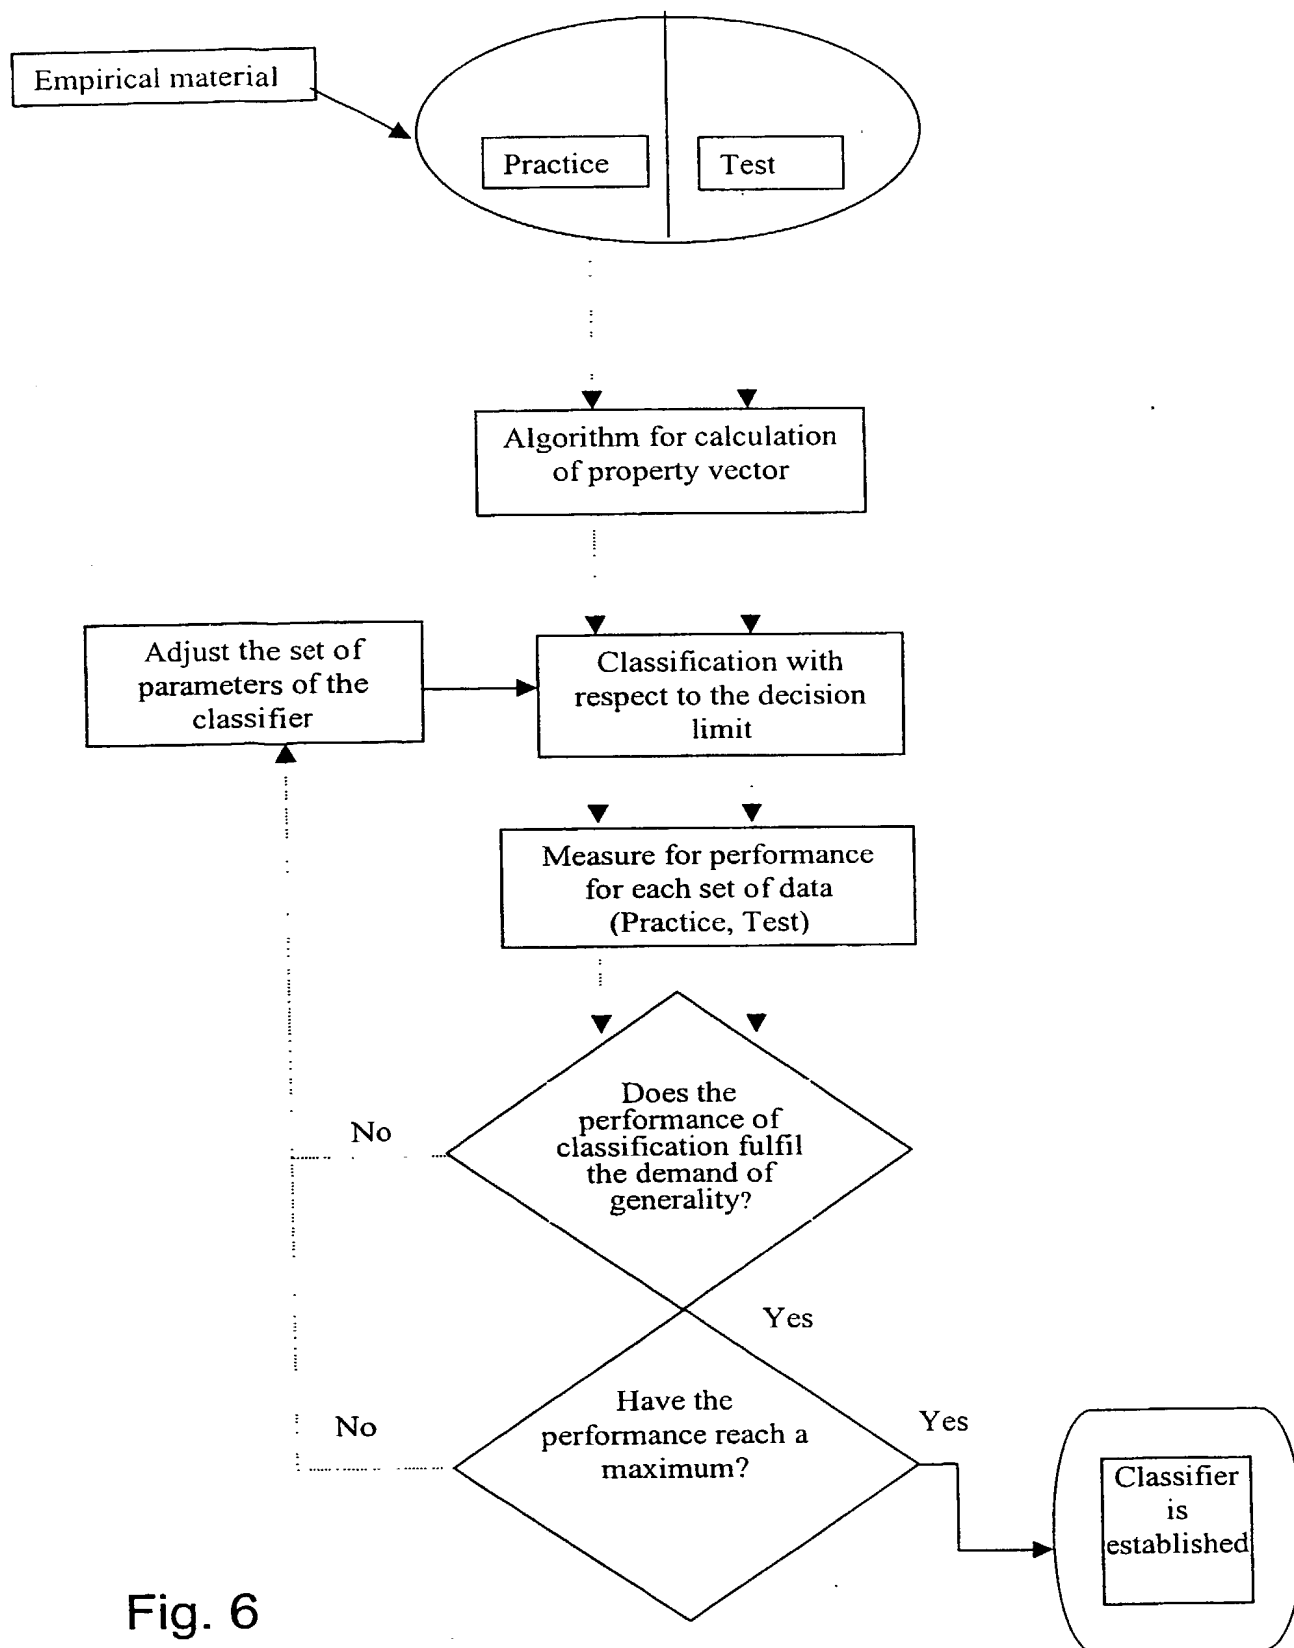 Empirical material
Practice
Test
Algorithm for calculation
of property vector
Adjust the set of
parameters of the
classifier
Classification with
respect to the decision
limit
Measure for performance
for each set of data
(Practice, Test)
Does the
performance of
classification fulfil
the demand of
generality?
No
Yes
Have the
performance reach a
maximum?
No
Yes
Classifier
is
established
Fig. 6